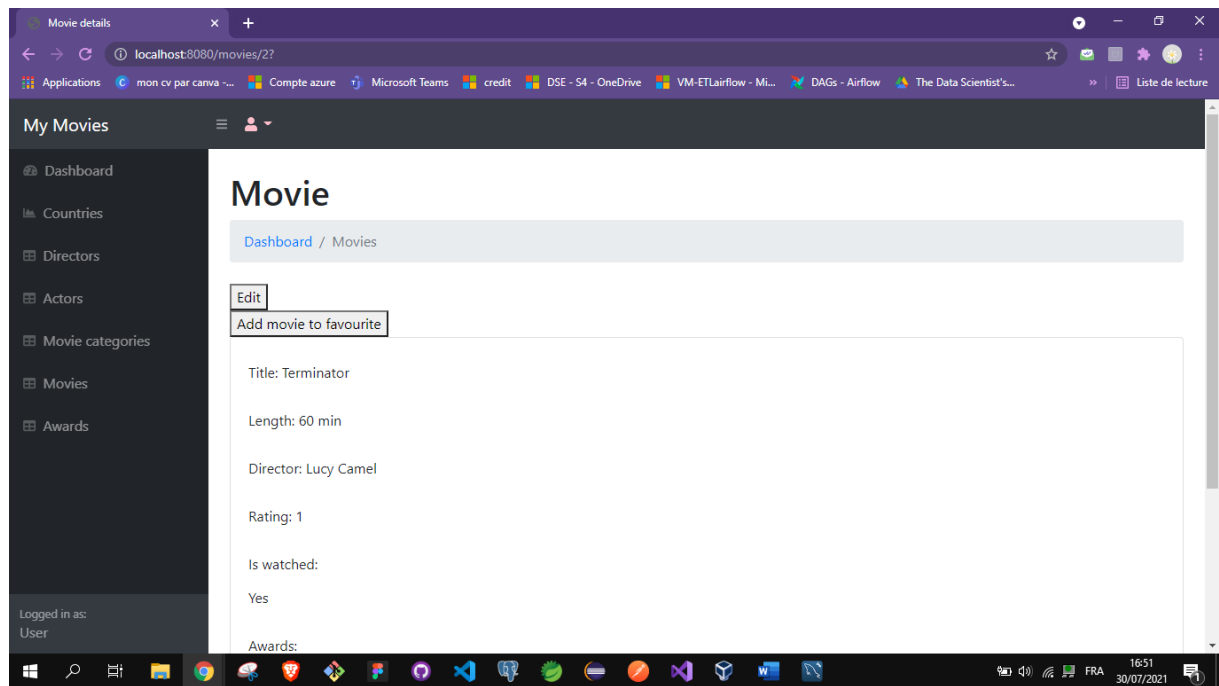 Movie details
localhost:8080/movies/2?
Applications
mon cv par canva -...
Compte azure
Microsoft Teams
credit
DSE - S4 - OneDrive
VM-ETLairflow - Mi...
DAGs - Airflow
The Data Scientist's...
»
Liste de lecture
My Movies
Dashboard
Countries
Directors
Actors
Movie categories
Movies
Awards
Logged in as:
User
Movie
Dashboard / Movies
Edit
Add movie to favourite
Title: Terminator
Length: 60 min
Director: Lucy Camel
Rating: 1
Is watched:
Yes
Awards:
FRA
16:51
30/07/2021
1